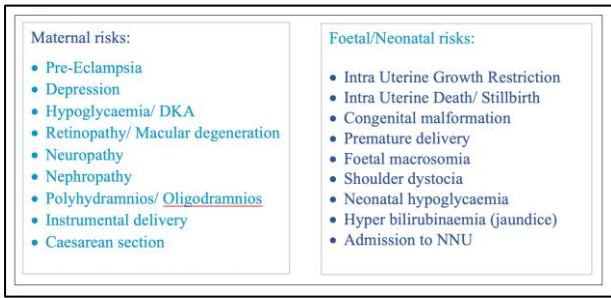 Maternal risks:
• Pre-Eclampsia
• Depression
• Hypoglycaemia/ DKA
• Retinopathy/ Macular degeneration
• Neuropathy
• Nephropathy
• Polyhydramnios/ Oligodramnios
• Instrumental delivery
• Caesarean section
Foetal/Neonatal risks:
• Intra Uterine Growth Restriction
• Intra Uterine Death/ Stillbirth
• Congenital malformation
• Premature delivery
• Foetal macrosomia
• Shoulder dystocia
• Neonatal hypoglycaemia
• Hyper bilirubinaemia (jaundice)
• Admission to NNU